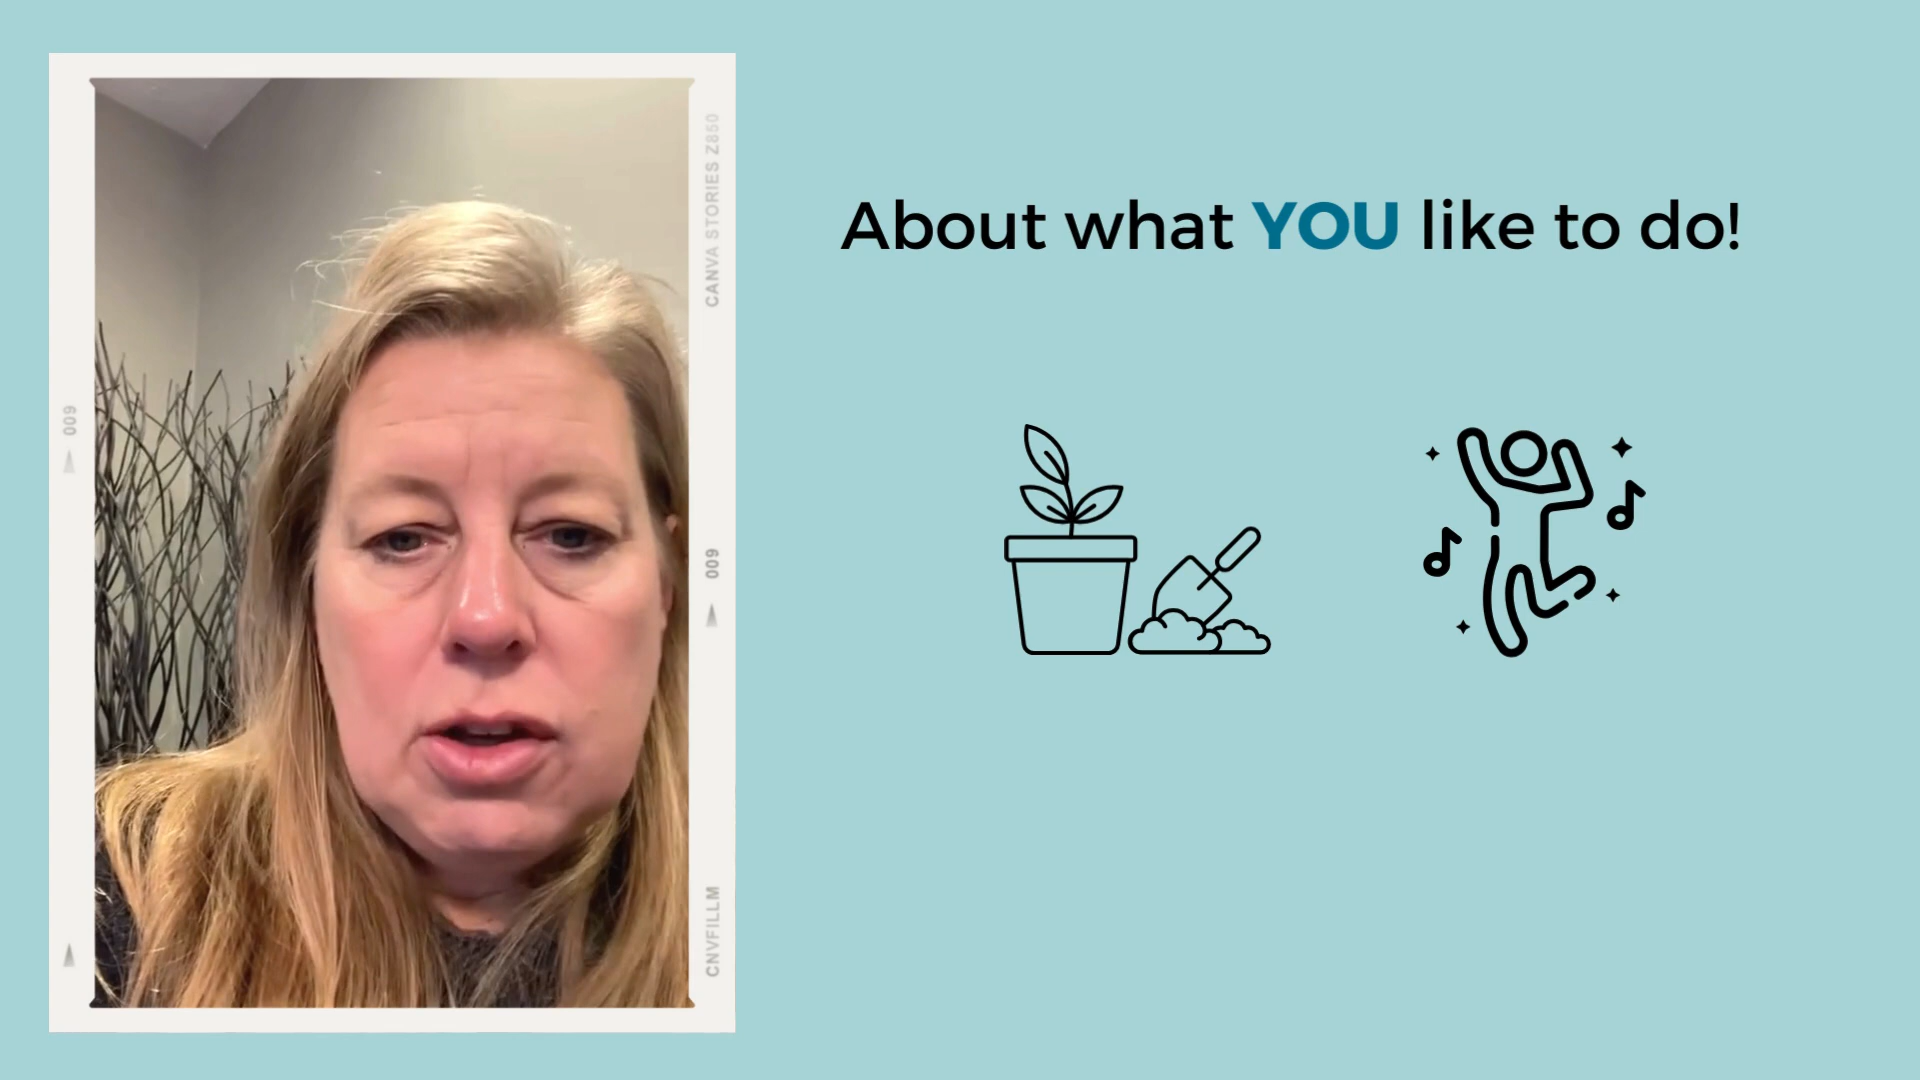 CANVA STORIES Z850
About what YOU like to do!
009
009
CNVFILLM